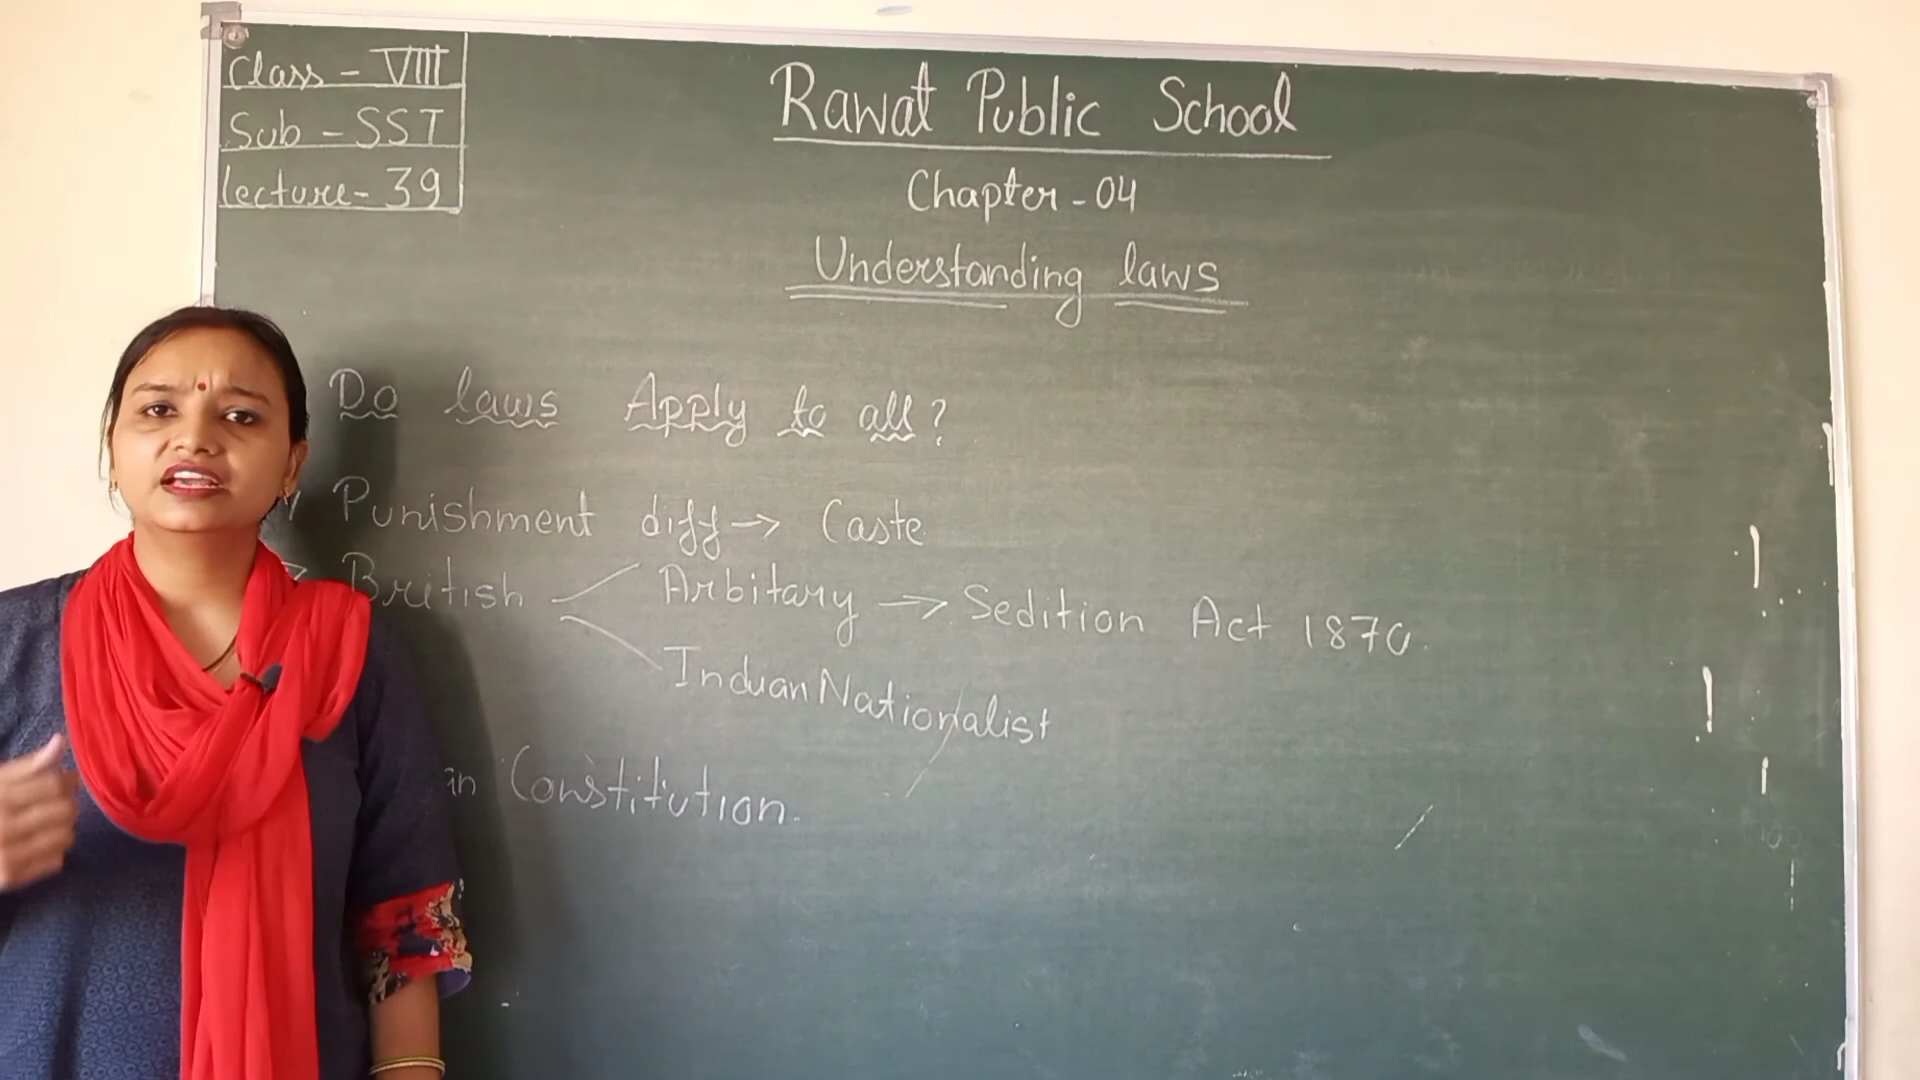 Class - VIII
Sub - SST
lecture - 39
Rawat Public School
Chapter - 04
Understanding laws
Do laws Apply to all?
Punishment diff → Caste
British Arbitary → Sedition Act 1870.
Indian Nationalist
in Constitution.